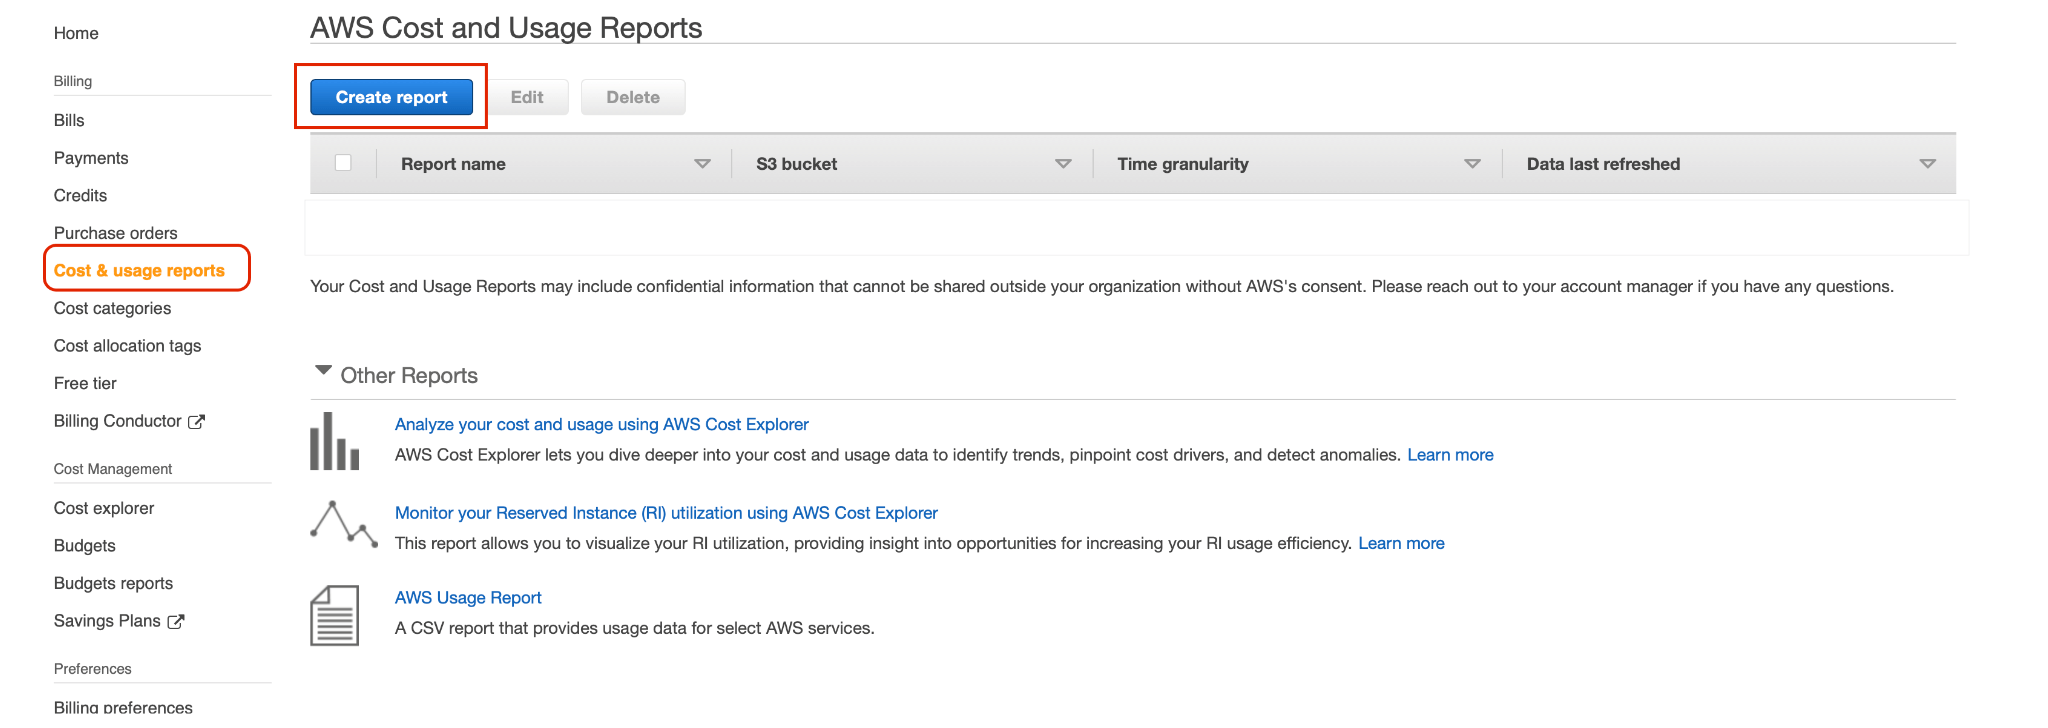 Home
Billing
Bills
Payments
Credits
Purchase orders
Cost & usage reports
Cost categories
Cost allocation tags
Free tier
Billing Conductor
Cost Management
Cost explorer
Budgets
Budgets reports
Savings Plans
Preferences
Billing preferences
AWS Cost and Usage Reports
Create report Edit Delete
Report name S3 bucket Time granularity Data last refreshed
Your Cost and Usage Reports may include confidential information that cannot be shared outside your organization without AWS's consent. Please reach out to your account manager if you have any questions.
Other Reports
Analyze your cost and usage using AWS Cost Explorer
AWS Cost Explorer lets you dive deeper into your cost and usage data to identify trends, pinpoint cost drivers, and detect anomalies. Learn more
Monitor your Reserved Instance (RI) utilization using AWS Cost Explorer
This report allows you to visualize your RI utilization, providing insight into opportunities for increasing your RI usage efficiency. Learn more
AWS Usage Report
A CSV report that provides usage data for select AWS services.